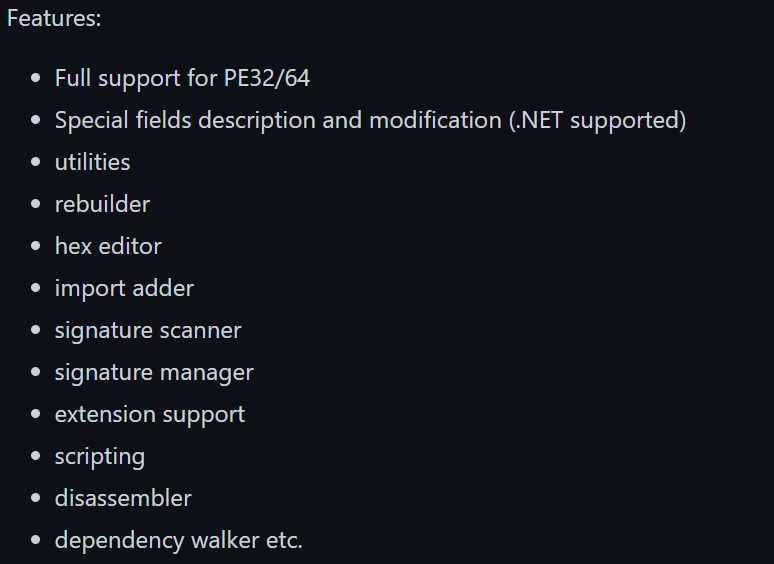 Features:
• Full support for PE32/64
• Special fields description and modification (.NET supported)
• utilities
• rebuilder
• hex editor
• import adder
• signature scanner
• signature manager
• extension support
• scripting
• disassembler
• dependency walker etc.